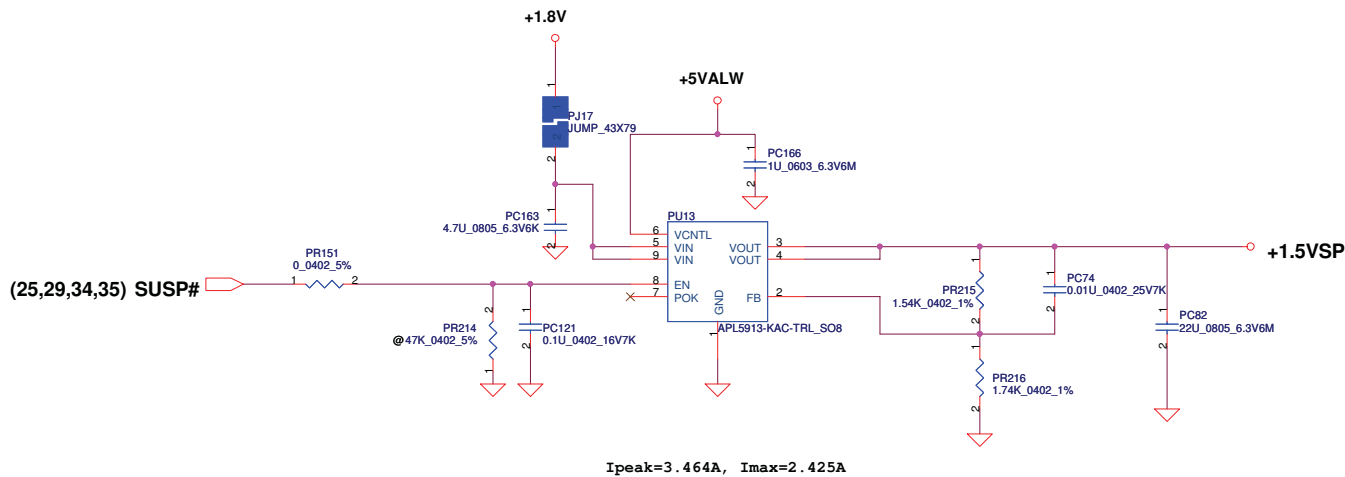 +1.8V
+5VALW
1
PJ17
JUMP_43X79
1
2
2
1
PC166
1U_0603_6.3V6M
2
1
PC163
4.7U_0805_6.3V6K
2
PU13
6 VCNTL
5 VIN
9 VIN
VOUT 3
VOUT 4
8 EN
7 POK
FB 2
GND
1
APL5913-KAC-TRL_SO8
+1.5VSP
(25,29,34,35) SUSP#
PR151
0_0402_5%
1 2
2
PR214
@ 47K_0402_5%
1
1
PC121
0.1U_0402_16V7K
2
1
PR215
1.54K_0402_1%
2
1
PC74
0.01U_0402_25V7K
2
1
PC82
22U_0805_6.3V6M
2
1
PR216
1.74K_0402_1%
2
Ipeak=3.464A, Imax=2.425A